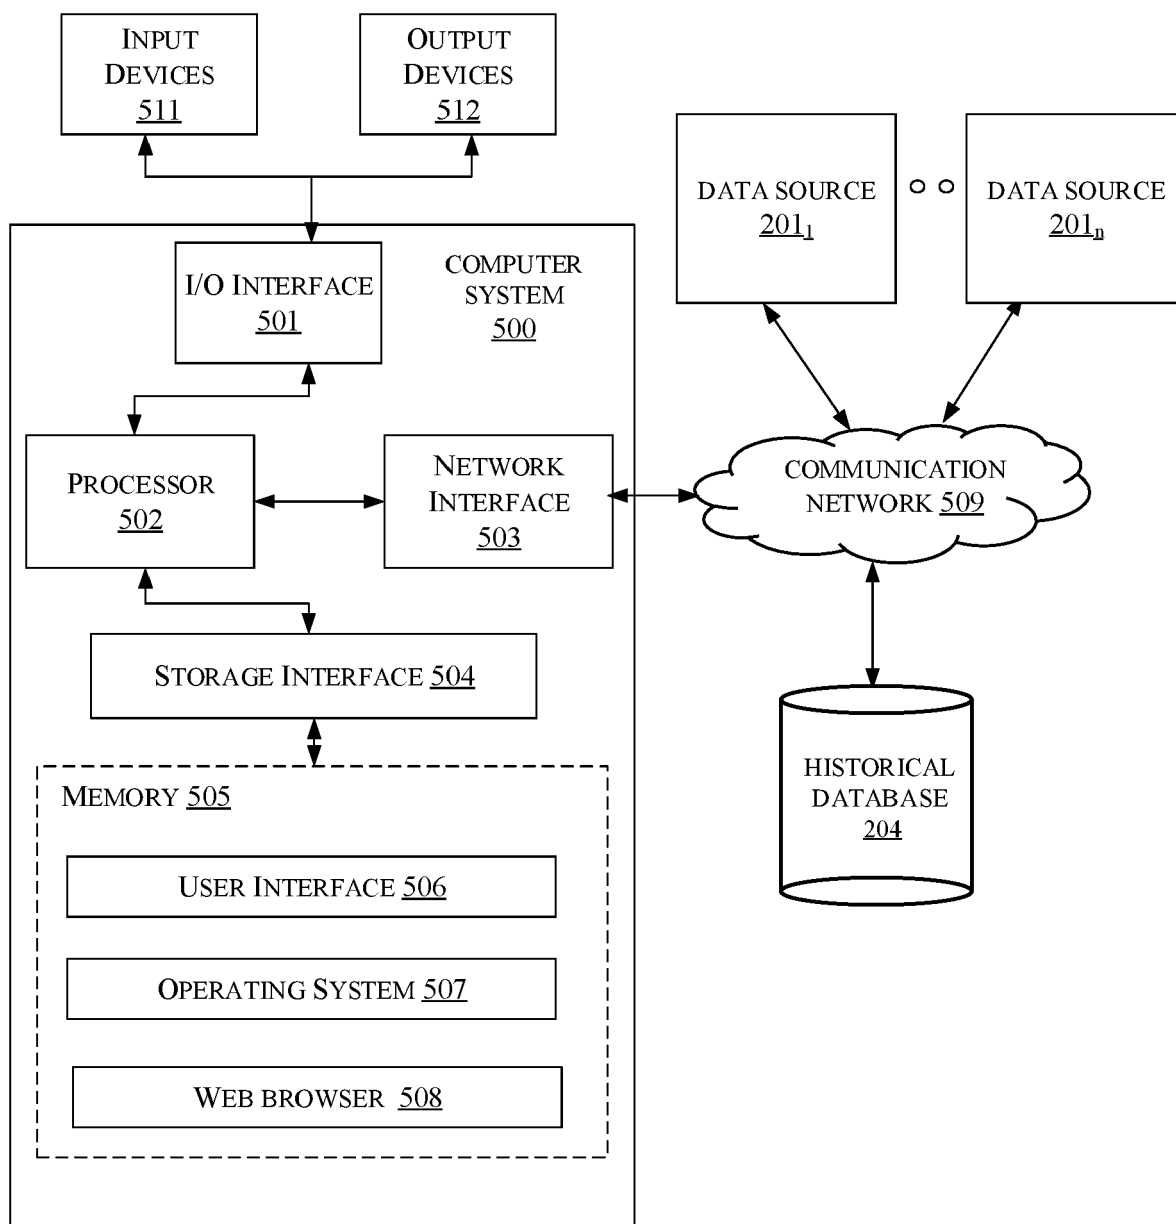 INPUT
DEVICES
511
OUTPUT
DEVICES
512
DATA SOURCE
201₁
DATA SOURCE
201ₙ
I/O INTERFACE
501
COMPUTER
SYSTEM
500
PROCESSOR
502
NETWORK
INTERFACE
503
COMMUNICATION
NETWORK 509
STORAGE INTERFACE 504
HISTORICAL
DATABASE
204
MEMORY 505
USER INTERFACE 506
OPERATING SYSTEM 507
WEB BROWSER 508